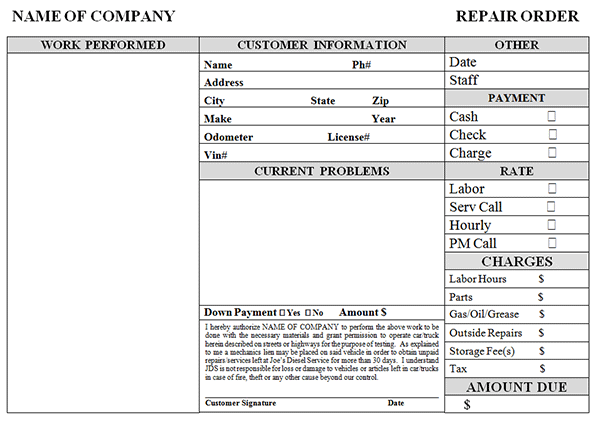 NAME OF COMPANY REPAIR ORDER
WORK PERFORMED
CUSTOMER INFORMATION
Name Ph#
Address
City State Zip
Make Year
Odometer License#
Vin#
CURRENT PROBLEMS
Down Payment ☐ Yes ☐ No Amount $
I hereby authorize NAME OF COMPANY to perform the above work to be
done with the necessary materials and grant permission to operate car/truck
herein described on streets or highways for the purpose of testing. As explained
to me a mechanics lien may be placed on said vehicle in order to obtain unpaid
repairs/services left at Joe's Diesel Service for more than 30 days. I understand
JDS is not responsible for loss or damage to vehicles or articles left in car/trucks
in case of fire, theft or any other cause beyond our control.
Customer Signature Date
OTHER
Date
Staff
PAYMENT
Cash ☐
Check ☐
Charge ☐
RATE
Labor ☐
Serv Call ☐
Hourly ☐
PM Call ☐
CHARGES
Labor Hours $
Parts $
Gas/Oil/Grease $
Outside Repairs $
Storage Fee(s) $
Tax $
AMOUNT DUE
$